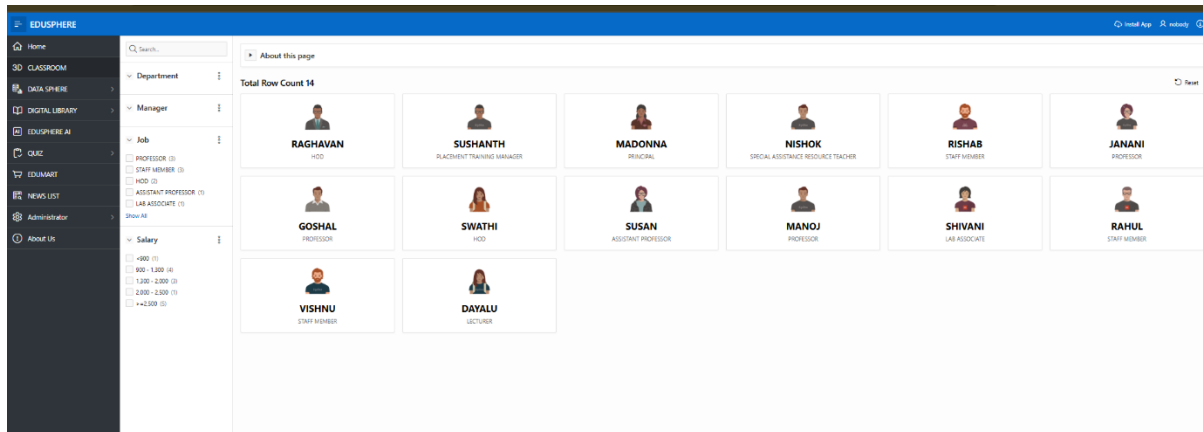 EDUSPHERE
Install App
nobody
Home
3D CLASSROOM
DATA SPHERE
DIGITAL LIBRARY
AI EDUSPHERE AI
QUIZ
EDUMART
NEWS LIST
Administrator
About Us
Search...
Department
Manager
Job
PROFESSOR (3)
STAFF MEMBER (3)
HOD (2)
ASSISTANT PROFESSOR (1)
LAB ASSOCIATE (1)
Show All
Salary
<900 (1)
900 - 1,300 (4)
1,300 - 2,000 (3)
2,000 - 2,500 (1)
>=2,500 (5)
About this page
Total Row Count 14
Reset
RAGHAVAN
HOD
SUSHANTH
PLACEMENT TRAINING MANAGER
MADONNA
PRINCIPAL
NISHOK
SPECIAL ASSISTANCE RESOURCE TEACHER
RISHAB
STAFF MEMBER
JANANI
PROFESSOR
GOSHAL
PROFESSOR
SWATHI
HOD
SUSAN
ASSISTANT PROFESSOR
MANOJ
PROFESSOR
SHIVANI
LAB ASSOCIATE
RAHUL
STAFF MEMBER
VISHNU
STAFF MEMBER
DAYALU
LECTURER